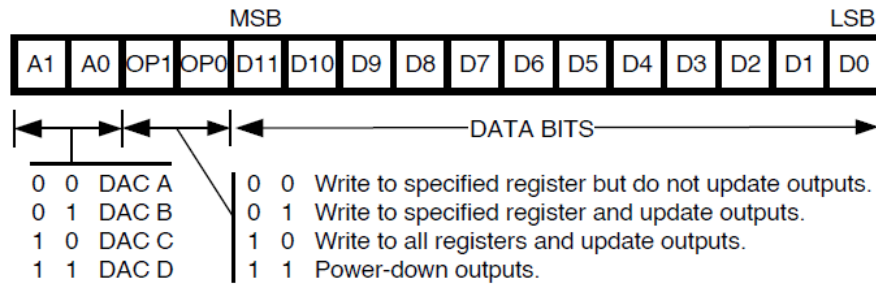 MSB LSB
A1 A0 OP1 OP0 D11 D10 D9 D8 D7 D6 D5 D4 D3 D2 D1 D0
DATA BITS
0 0 DAC A 0 0 Write to specified register but do not update outputs.
0 1 DAC B 0 1 Write to specified register and update outputs.
1 0 DAC C 1 0 Write to all registers and update outputs.
1 1 DAC D 1 1 Power-down outputs.